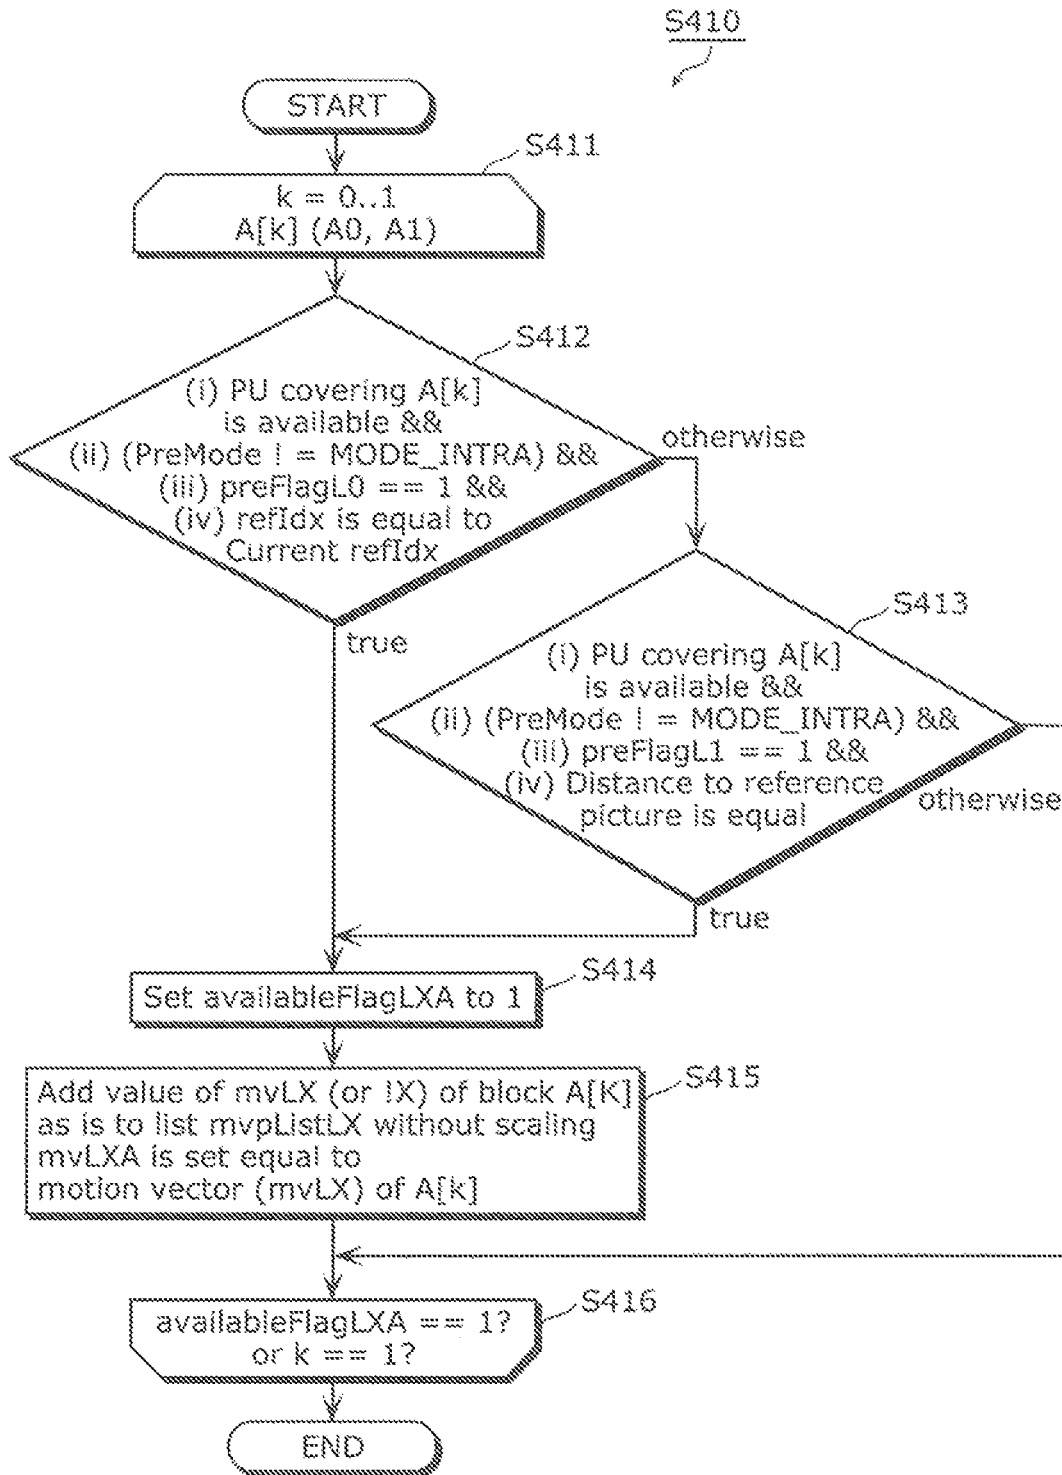 S410
START
S411
k = 0..1
A[k] (A0, A1)
S412
(i) PU covering A[k]
is available &&
(ii) (PreMode ! = MODE_INTRA) &&
(iii) preFlagL0 == 1 &&
(iv) refIdx is equal to
Current refIdx
otherwise
true
S413
(i) PU covering A[k]
is available &&
(ii) (PreMode ! = MODE_INTRA) &&
(iii) preFlagL1 == 1 &&
(iv) Distance to reference
picture is equal
otherwise
true
S414
Set availableFlagLXA to 1
S415
Add value of mvLX (or !X) of block A[K]
as is to list mvpListLX without scaling
mvLXA is set equal to
motion vector (mvLX) of A[k]
S416
availableFlagLXA == 1?
or k == 1?
END